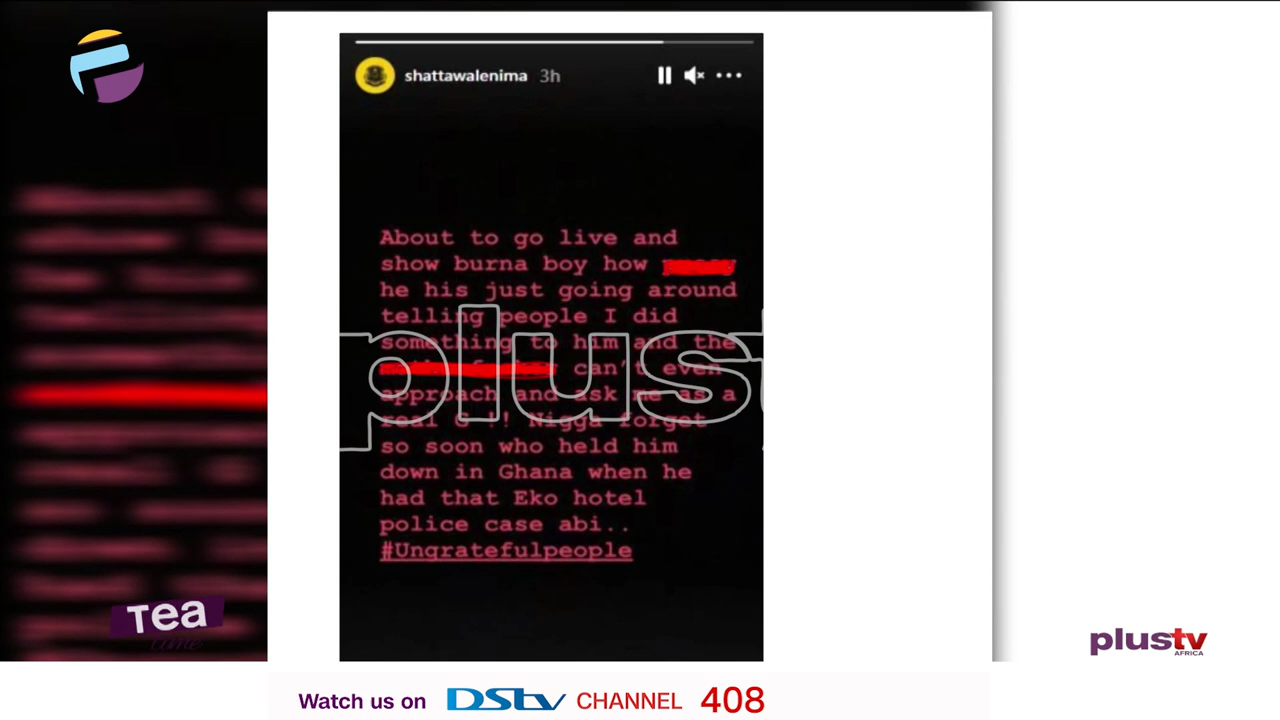 shattawalenima 3h
About to go live and
show burna boy how
he his just going around
telling people I did
something to him and the
can't even
approach and ask me as a
real G !! Nigga forget
so soon who held him
down in Ghana when he
had that Eko hotel
police case abi..
#Ungratefulpeople
plust
Tea
time
plustv
AFRICA
Watch us on DStv CHANNEL 408